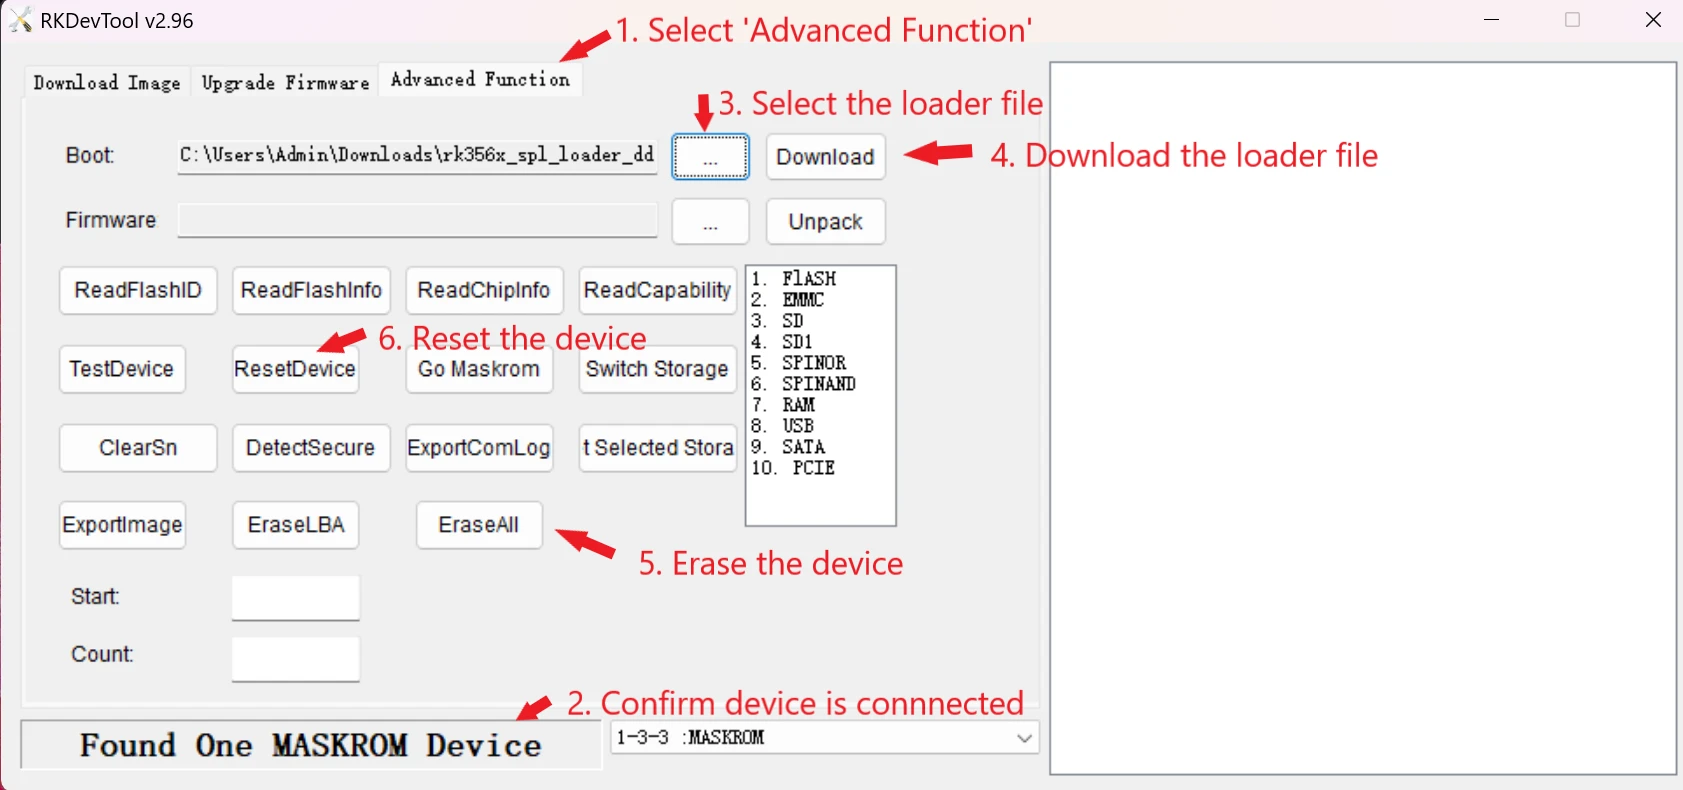 RKDevTool v2.96
1. Select 'Advanced Function'
Download Image Upgrade Firmware Advanced Function
3. Select the loader file
Boot: C:\Users\Admin\Downloads\rk356x_spl_loader_dd ... Download
4. Download the loader file
Firmware ... Unpack
ReadFlashID ReadFlashInfo ReadChipInfo ReadCapability
1. FlASH
2. EMMC
3. SD
4. SD1
5. SPINOR
6. SPINAND
7. RAM
8. USB
9. SATA
10. PCIE
6. Reset the device
TestDevice ResetDevice Go Maskrom Switch Storage
ClearSn DetectSecure ExportComLog t Selected Stora
ExportImage EraseLBA EraseAll
5. Erase the device
Start:
Count:
2. Confirm device is connnected
Found One MASKROM Device 1-3-3 :MASKROM